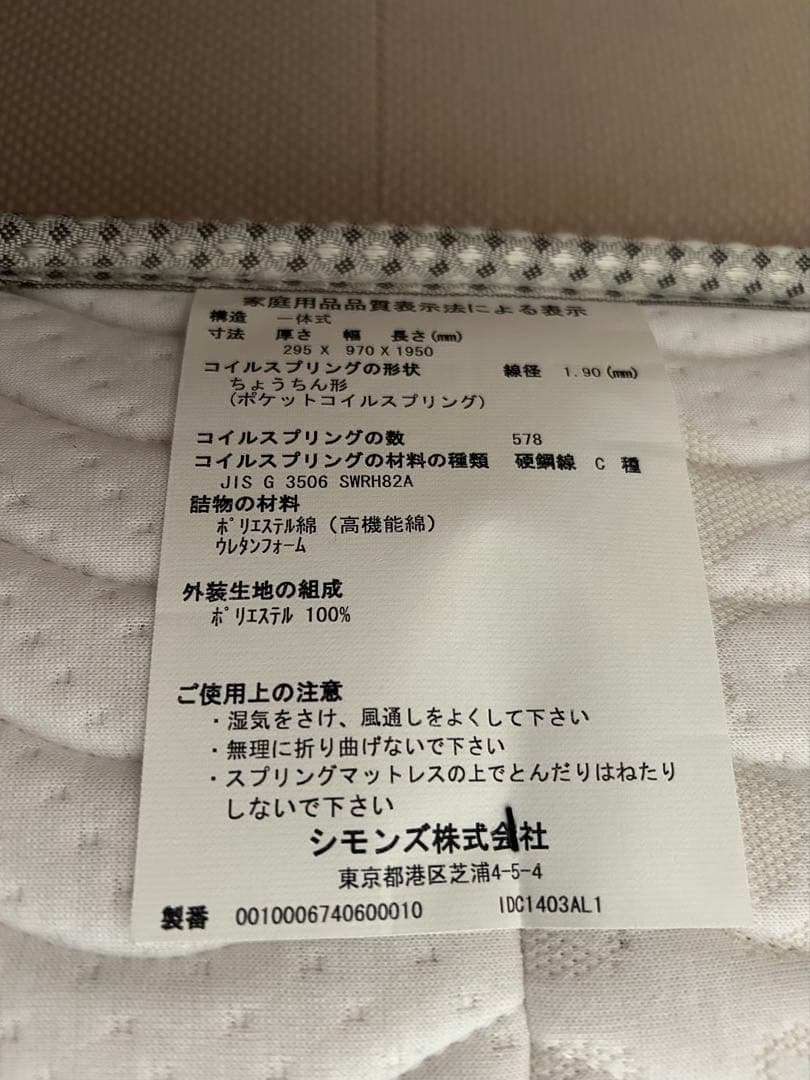 家庭用品品質表示法による表示
構造 一体式
寸法 厚さ 幅 長さ(㎜)
295 X 970 X 1950
コイルスプリングの形状 線径 1.90(㎜)
ちょうちん形
(ポケットコイルスプリング)
コイルスプリングの数 578
コイルスプリングの材料の種類 硬鋼線 C 種
JIS G 3506 SWRH82A
詰物の材料
ポリエステル綿(高機能綿)
ウレタンフォーム
外装生地の組成
ポリエステル 100%
ご使用上の注意
・湿気をさけ、風通しをよくして下さい
・無理に折り曲げないで下さい
・スプリングマットレスの上でとんだりはねたり
しないで下さい
シモンズ株式会社
東京都港区芝浦4-5-4
製番 0010006740600010 IDC1403AL1